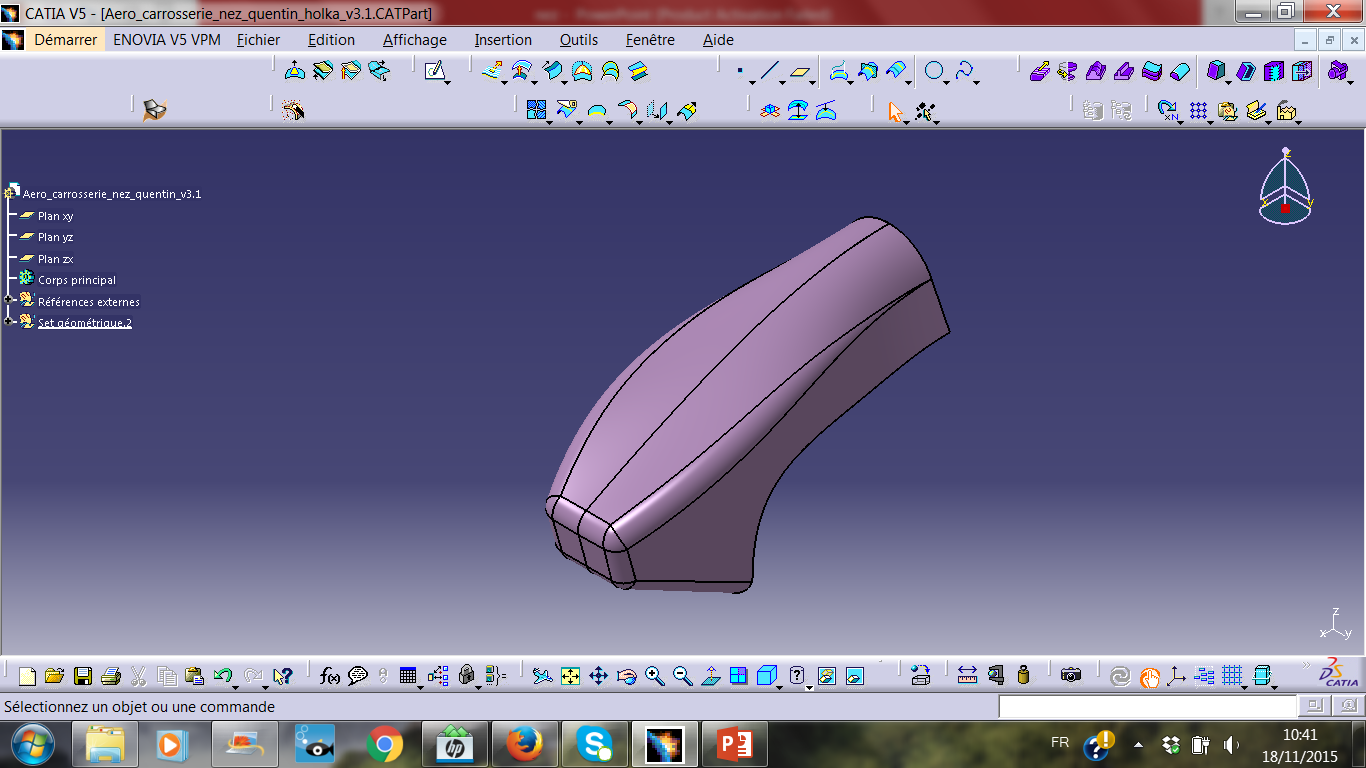 CATIA V5 - [Aero_carrosserie_nez_quentin_holka_v3.1.CATPart]
Démarrer ENOVIA V5 VPM Fichier Edition Affichage Insertion Outils Fenêtre Aide
Aero_carrosserie_nez_quentin_v3.1
Plan xy
Plan yz
Plan zx
Corps principal
Références externes
Set géométrique.2
z
z
x y
f(x)
CATIA
Sélectionnez un objet ou une commande
FR
10:41
18/11/2015